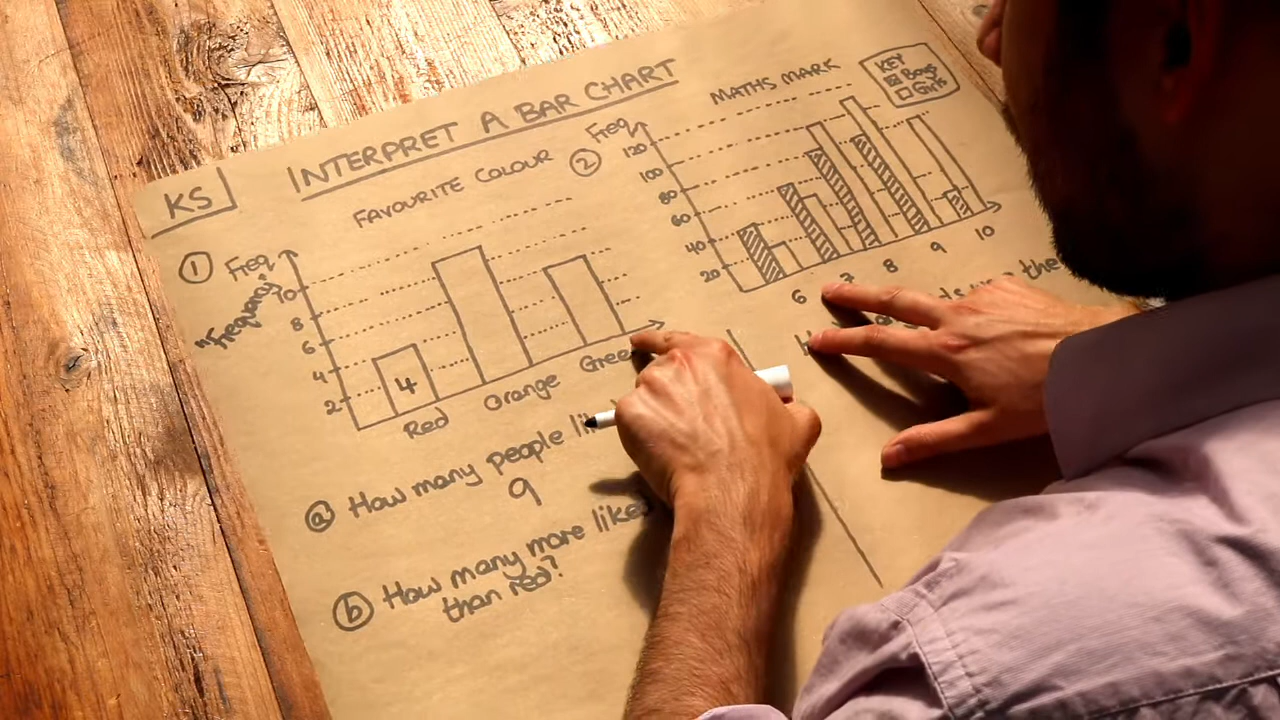 KS
INTERPRET A BAR CHART
FAVOURITE COLOUR
1
Freq
"Frequency"
10
8
6
4
2
4
Red
Orange
a How many people
9
b How many more like
than red?
2
MATHS MARK
KEY
Boys
Girls
Freq
120
100
80
60
40
20
6 7 8 9 10
the